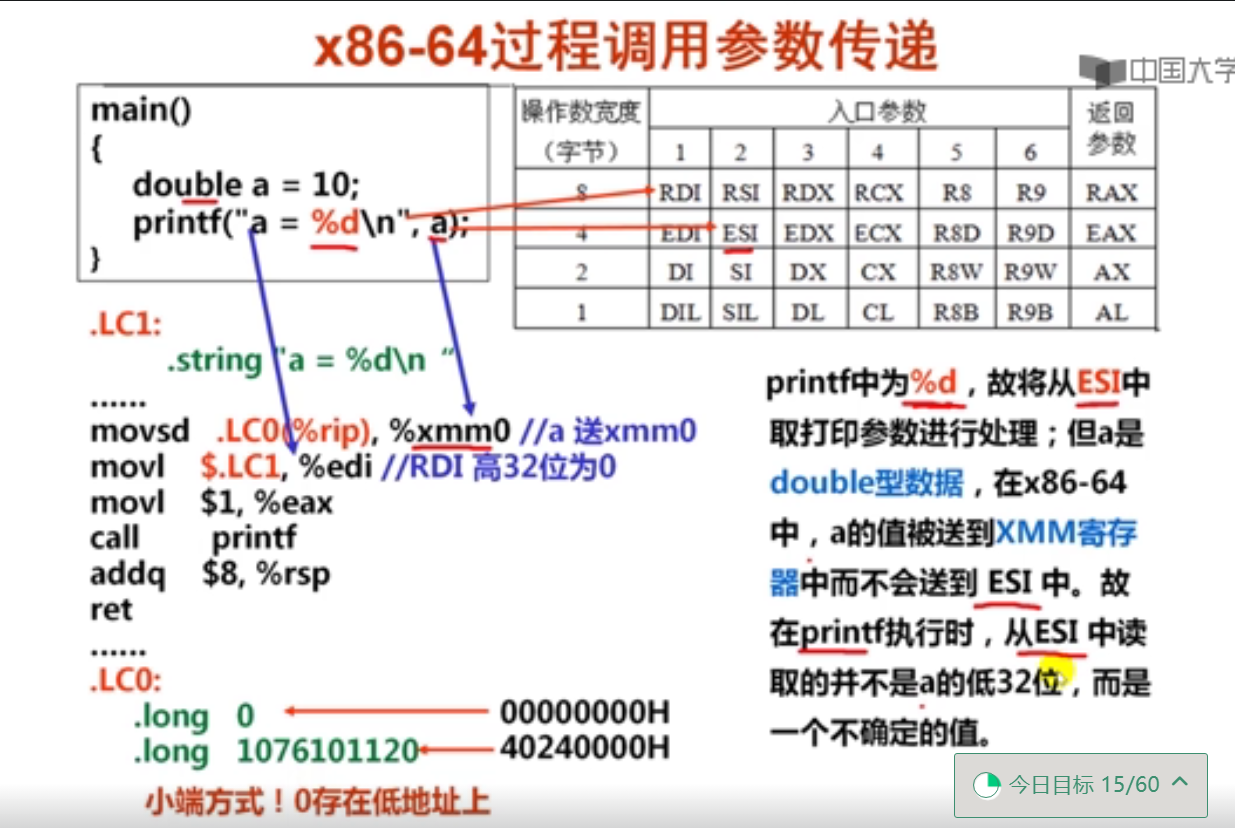 x86-64过程调用参数传递
中国大学
main()
{
double a = 10;
printf("a = %d\n", a);
}
操作数宽度（字节） 入口参数 返回参数
1 2 3 4 5 6
8 RDI RSI RDX RCX R8 R9 RAX
4 EDI ESI EDX ECX R8D R9D EAX
2 DI SI DX CX R8W R9W AX
1 DIL SIL DL CL R8B R9B AL
.LC1:
.string "a = %d\n “
......
movsd .LC0(%rip), %xmm0 //a 送xmm0
movl $.LC1, %edi //RDI 高32位为0
movl $1, %eax
call printf
addq $8, %rsp
ret
......
.LC0:
.long 0 00000000H
.long 1076101120 40240000H
小端方式！0存在低地址上
printf中为%d，故将从ESI中
取打印参数进行处理；但a是
double型数据，在x86-64
中，a的值被送到XMM寄存
器中而不会送到 ESI 中。故
在printf执行时，从ESI 中读
取的并不是a的低32位，而是
一个不确定的值。
今日目标 15/60